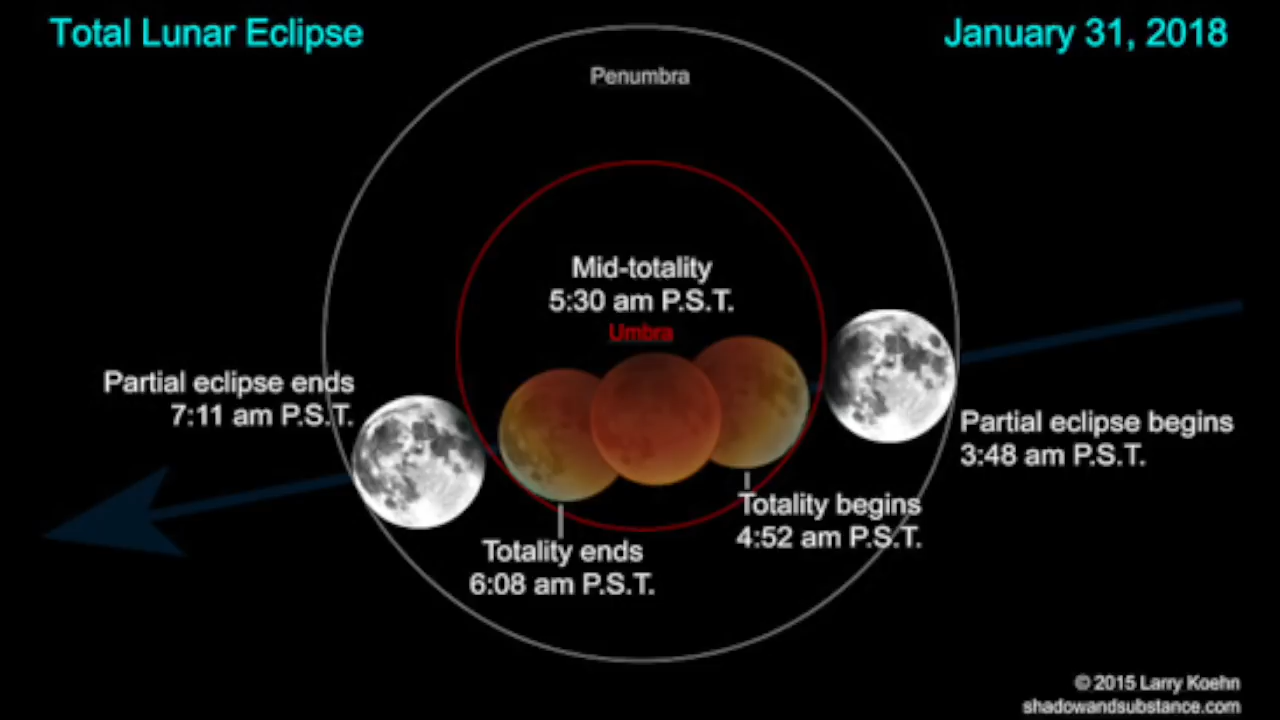 Total Lunar Eclipse
January 31, 2018
Penumbra
Mid-totality
5:30 am P.S.T.
Umbra
Partial eclipse ends
7:11 am P.S.T.
Partial eclipse begins
3:48 am P.S.T.
Totality begins
4:52 am P.S.T.
Totality ends
6:08 am P.S.T.
© 2015 Larry Koehn
shadowandsubstance.com